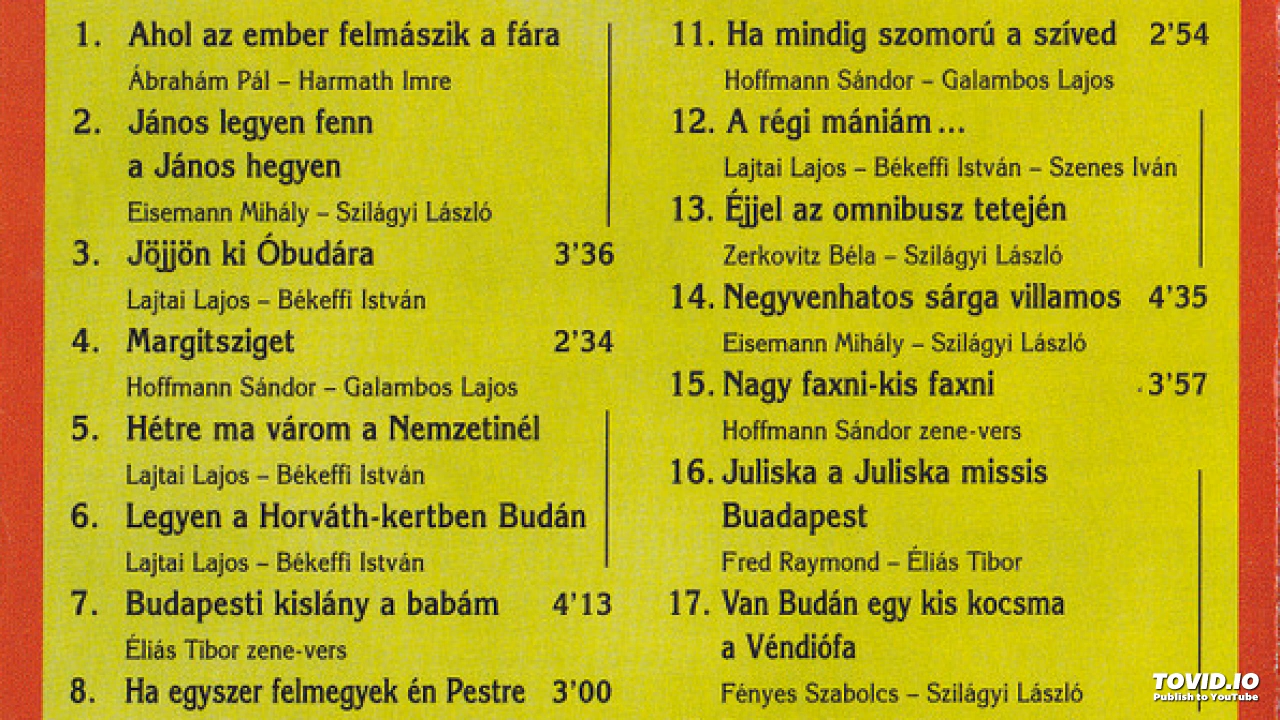 1. Ahol az ember felmászik a fára
Ábrahám Pál – Harmath Imre
2. János legyen fenn
a János hegyen
Eisemann Mihály – Szilágyi László
3. Jöjjön ki Óbudára 3'36
Lajtai Lajos – Békeffi István
4. Margitsziget 2'34
Hoffmann Sándor – Galambos Lajos
5. Hétre ma várom a Nemzetinél
Lajtai Lajos – Békeffi István
6. Legyen a Horváth-kertben Budán
Lajtai Lajos – Békeffi István
7. Budapesti kislány a babám 4'13
Éliás Tibor zene-vers
8. Ha egyszer felmegyek én Pestre 3'00
11. Ha mindig szomorú a szíved 2'54
Hoffmann Sándor – Galambos Lajos
12. A régi mániám ...
Lajtai Lajos – Békeffi István – Szenes Iván
13. Éjjel az omnibusz tetején
Zerkovitz Béla – Szilágyi László
14. Negyvenhatos sárga villamos 4'35
Eisemann Mihály – Szilágyi László
15. Nagy faxni-kis faxni 3'57
Hoffmann Sándor zene-vers
16. Juliska a Juliska missis
Buadapest
Fred Raymond – Éliás Tibor
17. Van Budán egy kis kocsma
a Véndiófa
Fényes Szabolcs – Szilágyi László
TOVID.IO
Publish to YouTube